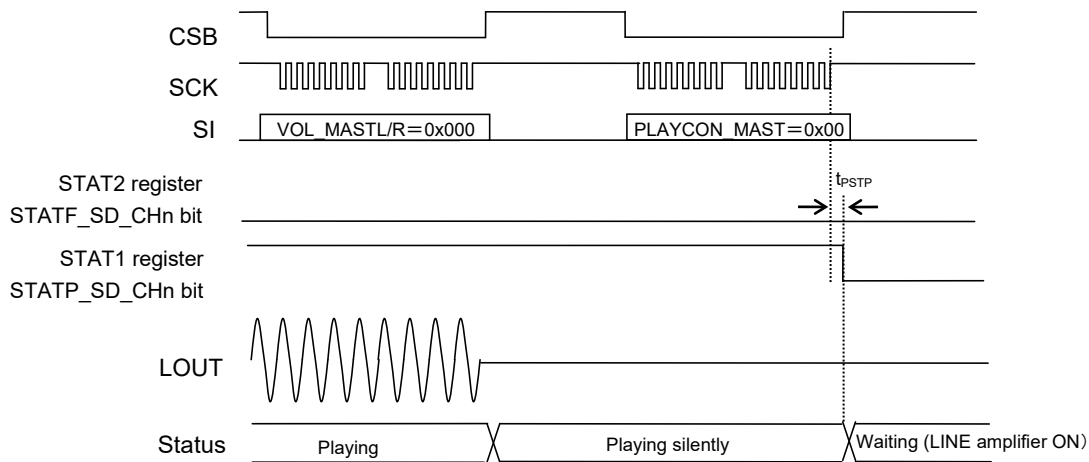 CSB
SCK
SI
VOL_MASTL/R＝0x000
PLAYCON_MAST＝0x00
STAT2 register
STATF_SD_CHn bit
tPSTP
STAT1 register
STATP_SD_CHn bit
LOUT
Status
Playing
Playing silently
Waiting (LINE amplifier ON）